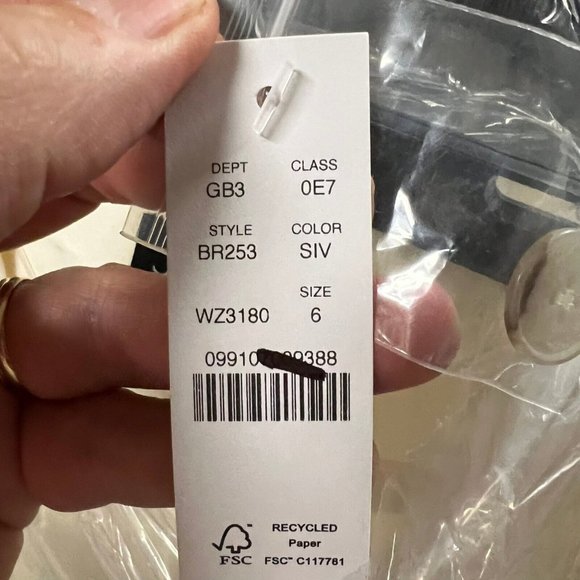 DEPT CLASS
GB3 0E7
STYLE COLOR
BR253 SIV
SIZE
WZ3180 6
RECYCLED
Paper
FSC FSC™ C117781